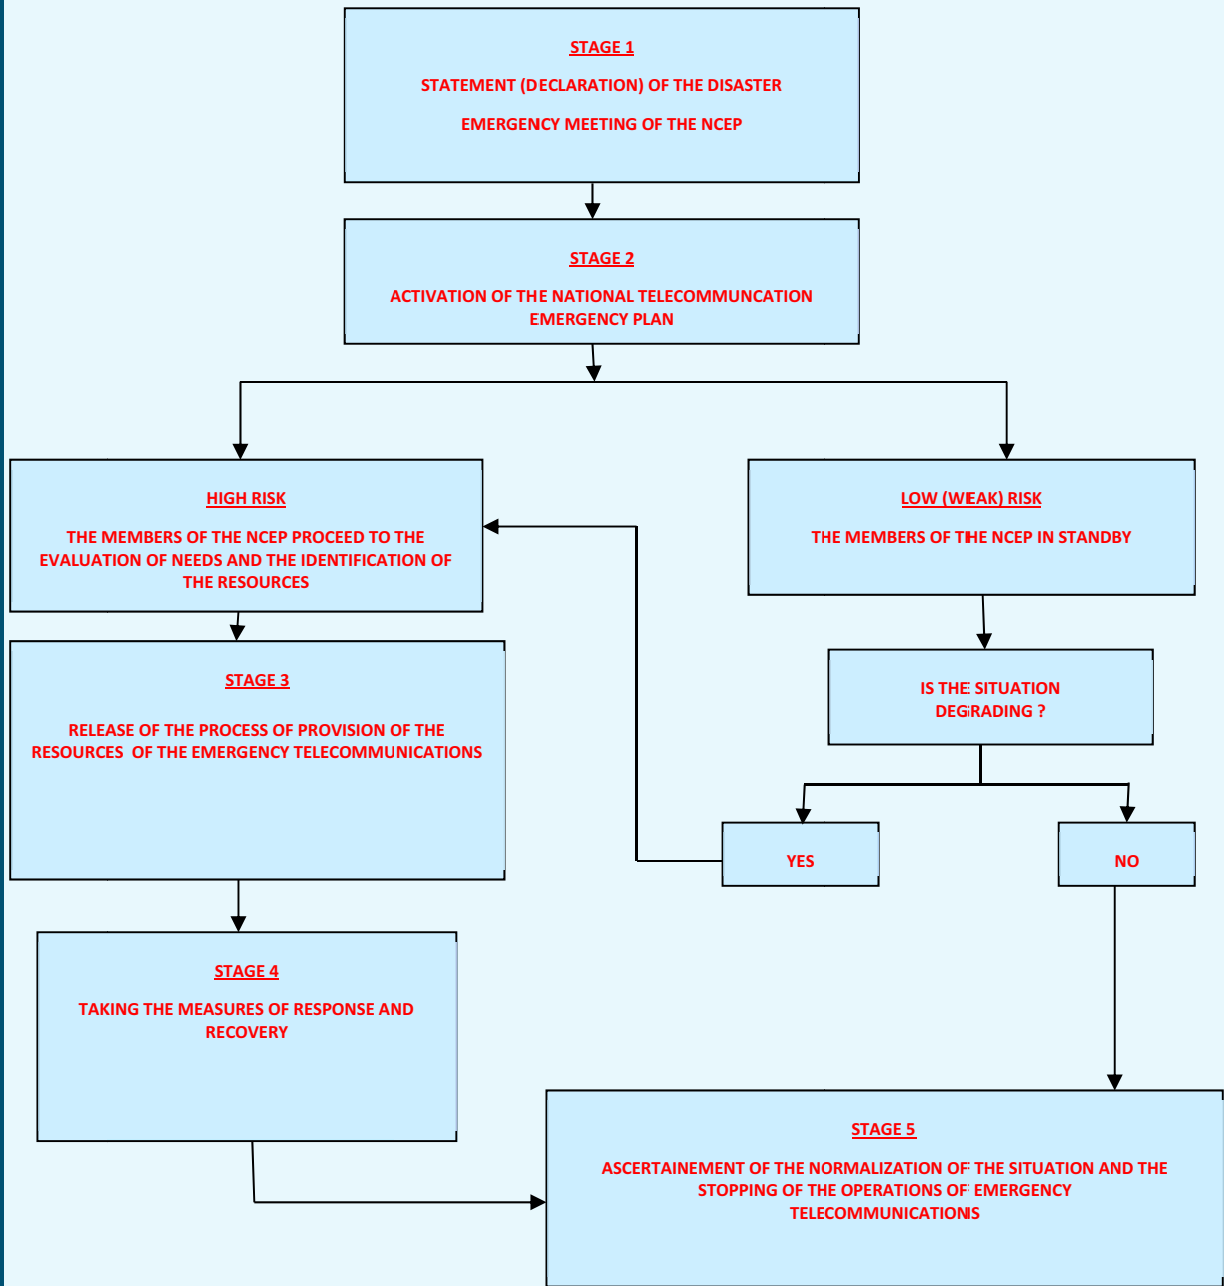 STAGE 1
STATEMENT (DECLARATION) OF THE DISASTER
EMERGENCY MEETING OF THE NCEP
STAGE 2
ACTIVATION OF THE NATIONAL TELECOMMUNCATION
EMERGENCY PLAN
HIGH RISK
THE MEMBERS OF THE NCEP PROCEED TO THE
EVALUATION OF NEEDS AND THE IDENTIFICATION OF
THE RESOURCES
LOW (WEAK) RISK
THE MEMBERS OF THE NCEP IN STANDBY
IS THE SITUATION
DEGRADING ?
YES
NO
STAGE 3
RELEASE OF THE PROCESS OF PROVISION OF THE
RESOURCES OF THE EMERGENCY TELECOMMUNICATIONS
STAGE 4
TAKING THE MEASURES OF RESPONSE AND
RECOVERY
STAGE 5
ASCERTAINEMENT OF THE NORMALIZATION OF THE SITUATION AND THE
STOPPING OF THE OPERATIONS OF EMERGENCY
TELECOMMUNICATIONS